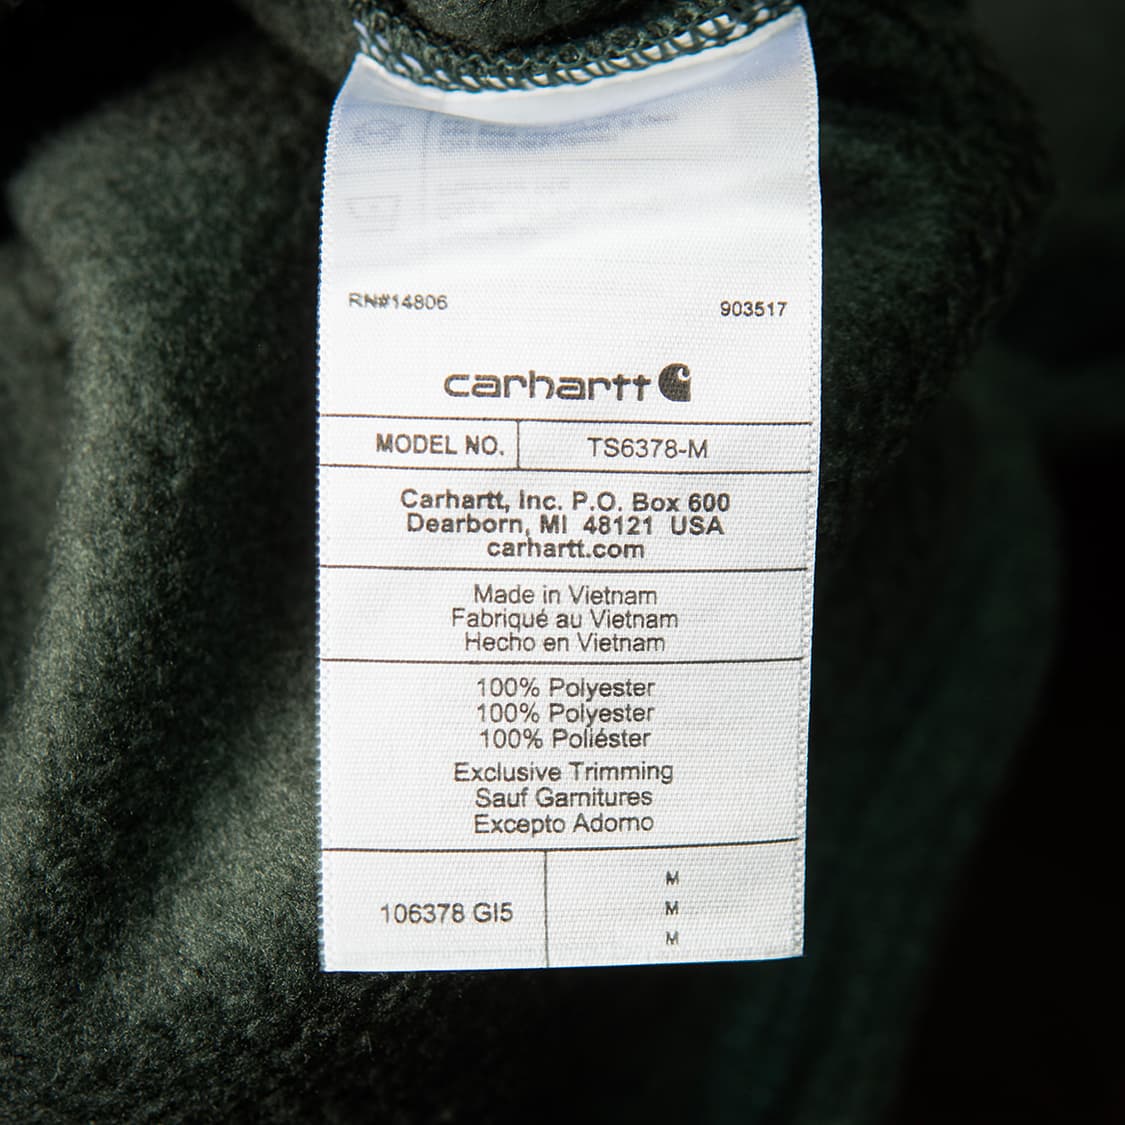 RN#14806 903517
carhartt
MODEL NO. TS6378-M
Carhartt, Inc. P.O. Box 600
Dearborn, MI 48121 USA
carhartt.com
Made in Vietnam
Fabriqué au Vietnam
Hecho en Vietnam
100% Polyester
100% Polyester
100% Poliéster
Exclusive Trimming
Sauf Garnitures
Excepto Adorno
106378 GI5
M
M
M